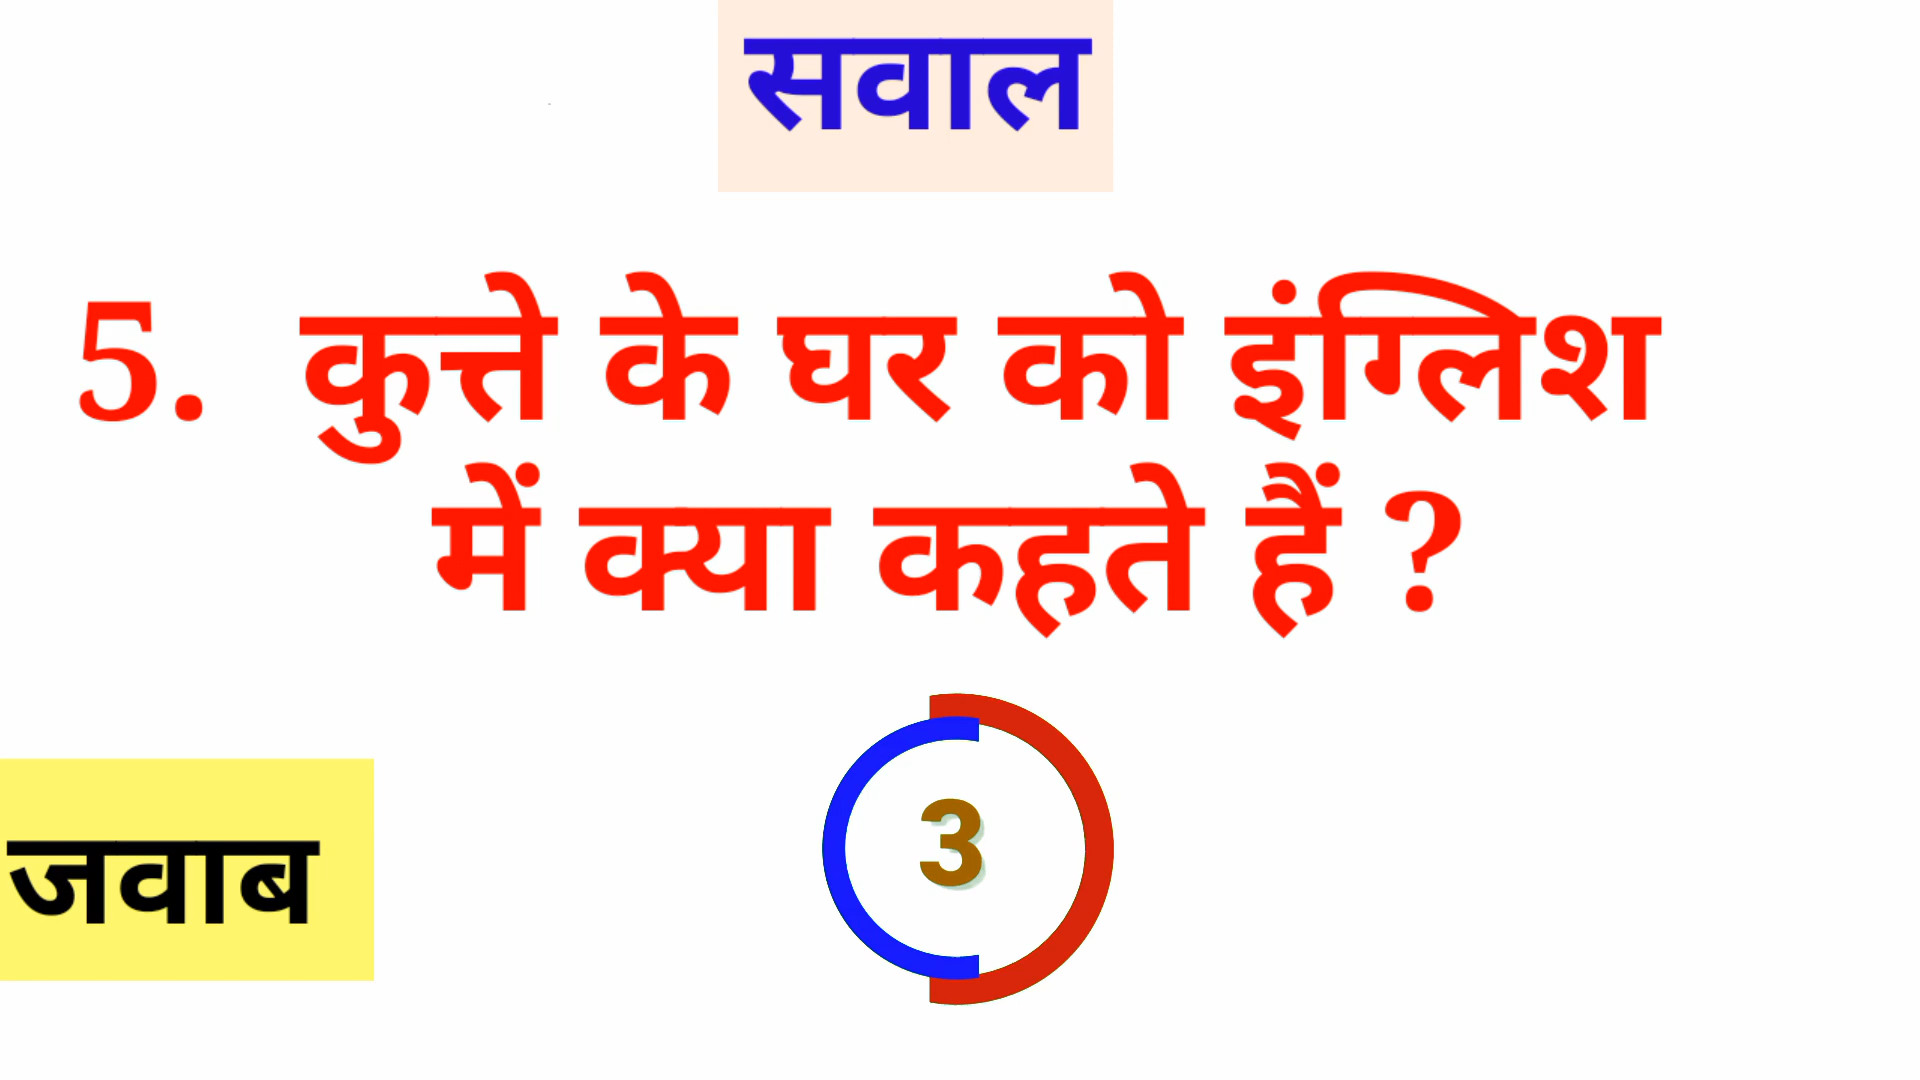 सवाल
5. कुत्ते के घर को इंग्लिश
में क्या कहते हैं ?
3
जवाब